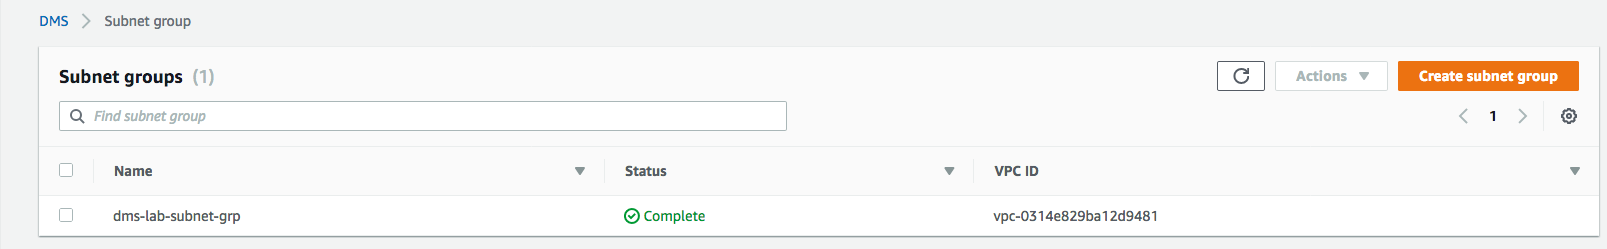 DMS > Subnet group
Subnet groups (1)
Actions
Create subnet group
Find subnet group
1
Name Status VPC ID
dms-lab-subnet-grp Complete vpc-0314e829ba12d9481